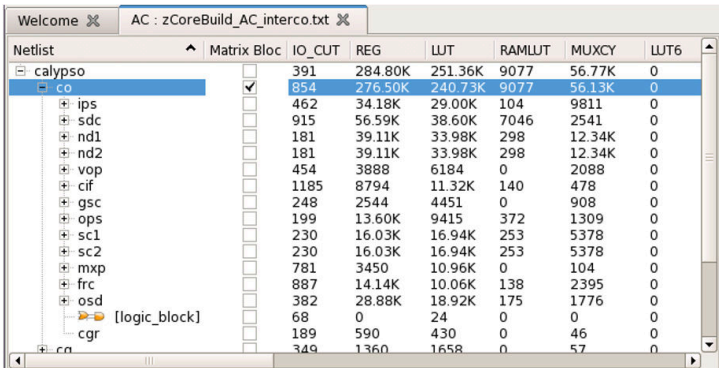 Welcome AC : zCoreBuild_AC_interco.txt
Netlist Matrix Bloc IO_CUT REG LUT RAMLUT MUXCY LUT6
calypso 391 284.80K 251.36K 9077 56.77K 0
co 854 276.50K 240.73K 9077 56.13K 0
ips 462 34.18K 29.00K 104 9811 0
sdc 915 56.59K 38.60K 7046 2541 0
nd1 181 39.11K 33.98K 298 12.34K 0
nd2 181 39.11K 33.98K 298 12.34K 0
vop 454 3888 6184 0 2088 0
cif 1185 8794 11.32K 140 478 0
gsc 248 2544 4451 0 908 0
ops 199 13.60K 9415 372 1309 0
sc1 230 16.03K 16.94K 253 5378 0
sc2 230 16.03K 16.94K 253 5378 0
mxp 781 3450 10.96K 0 104 0
frc 887 14.14K 10.06K 138 2395 0
osd 382 28.88K 18.92K 175 1776 0
[logic_block] 68 0 24 0 0 0
cgr 189 590 430 0 46 0
cg 349 1360 1658 0 57 0